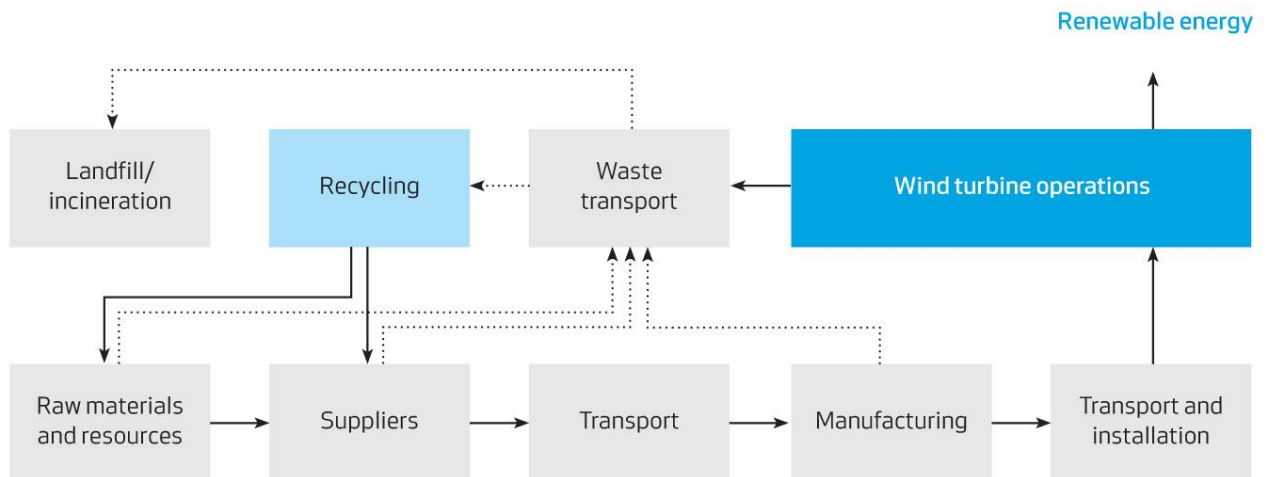 Renewable energy
Landfill/
incineration
Recycling
Waste
transport
Wind turbine operations
Raw materials
and resources
Suppliers
Transport
Manufacturing
Transport and
installation